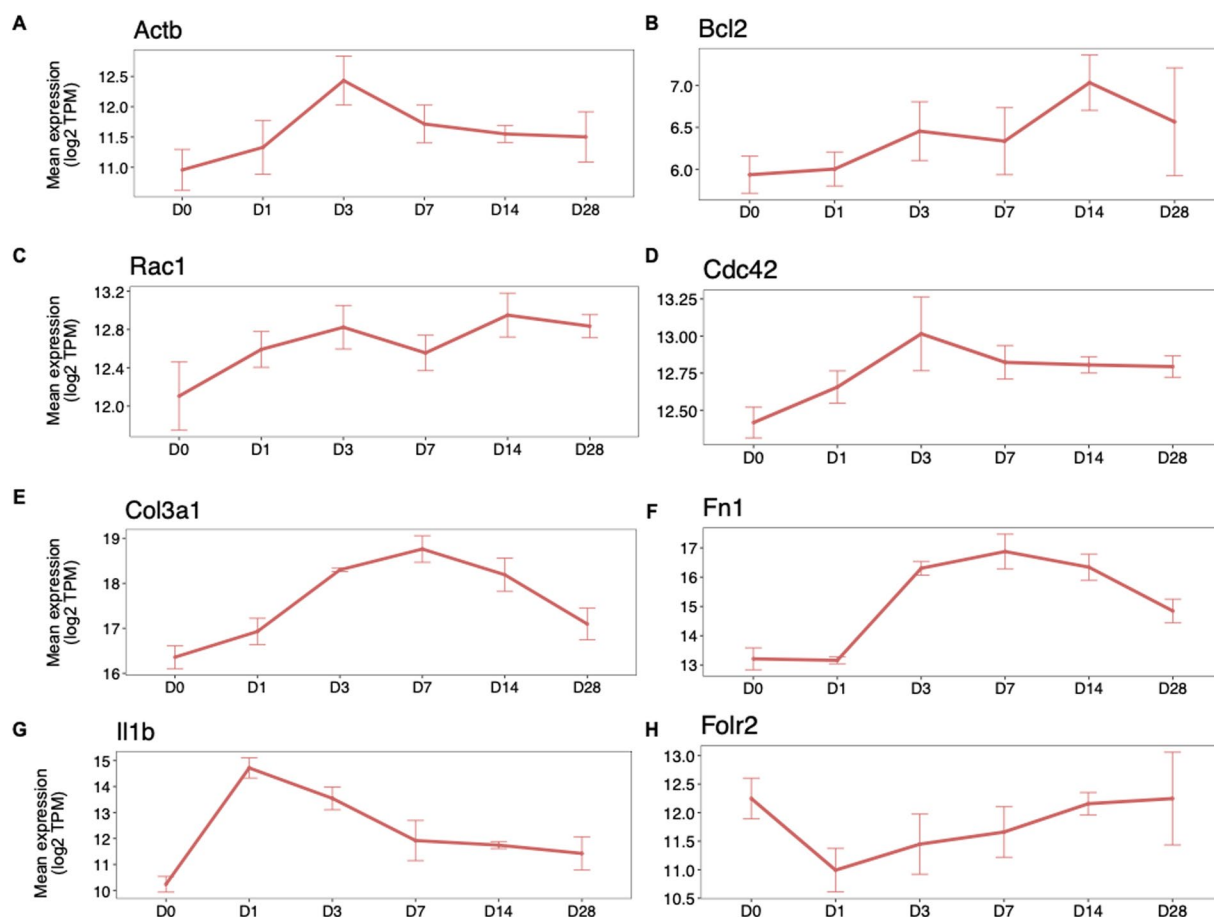 A
Actb
Mean expression
(log2 TPM)
12.5
12.0
11.5
11.0
D0 D1 D3 D7 D14 D28
B
Bcl2
7.0
6.5
6.0
D0 D1 D3 D7 D14 D28
C
Rac1
Mean expression
(log2 TPM)
13.2
12.8
12.4
12.0
D0 D1 D3 D7 D14 D28
D
Cdc42
13.25
13.00
12.75
12.50
D0 D1 D3 D7 D14 D28
E
Col3a1
Mean expression
(log2 TPM)
19
18
17
16
D0 D1 D3 D7 D14 D28
F
Fn1
17
16
15
14
13
D0 D1 D3 D7 D14 D28
G
Il1b
Mean expression
(log2 TPM)
15
14
13
12
11
10
D0 D1 D3 D7 D14 D28
H
Folr2
13.0
12.5
12.0
11.5
11.0
10.5
D0 D1 D3 D7 D14 D28